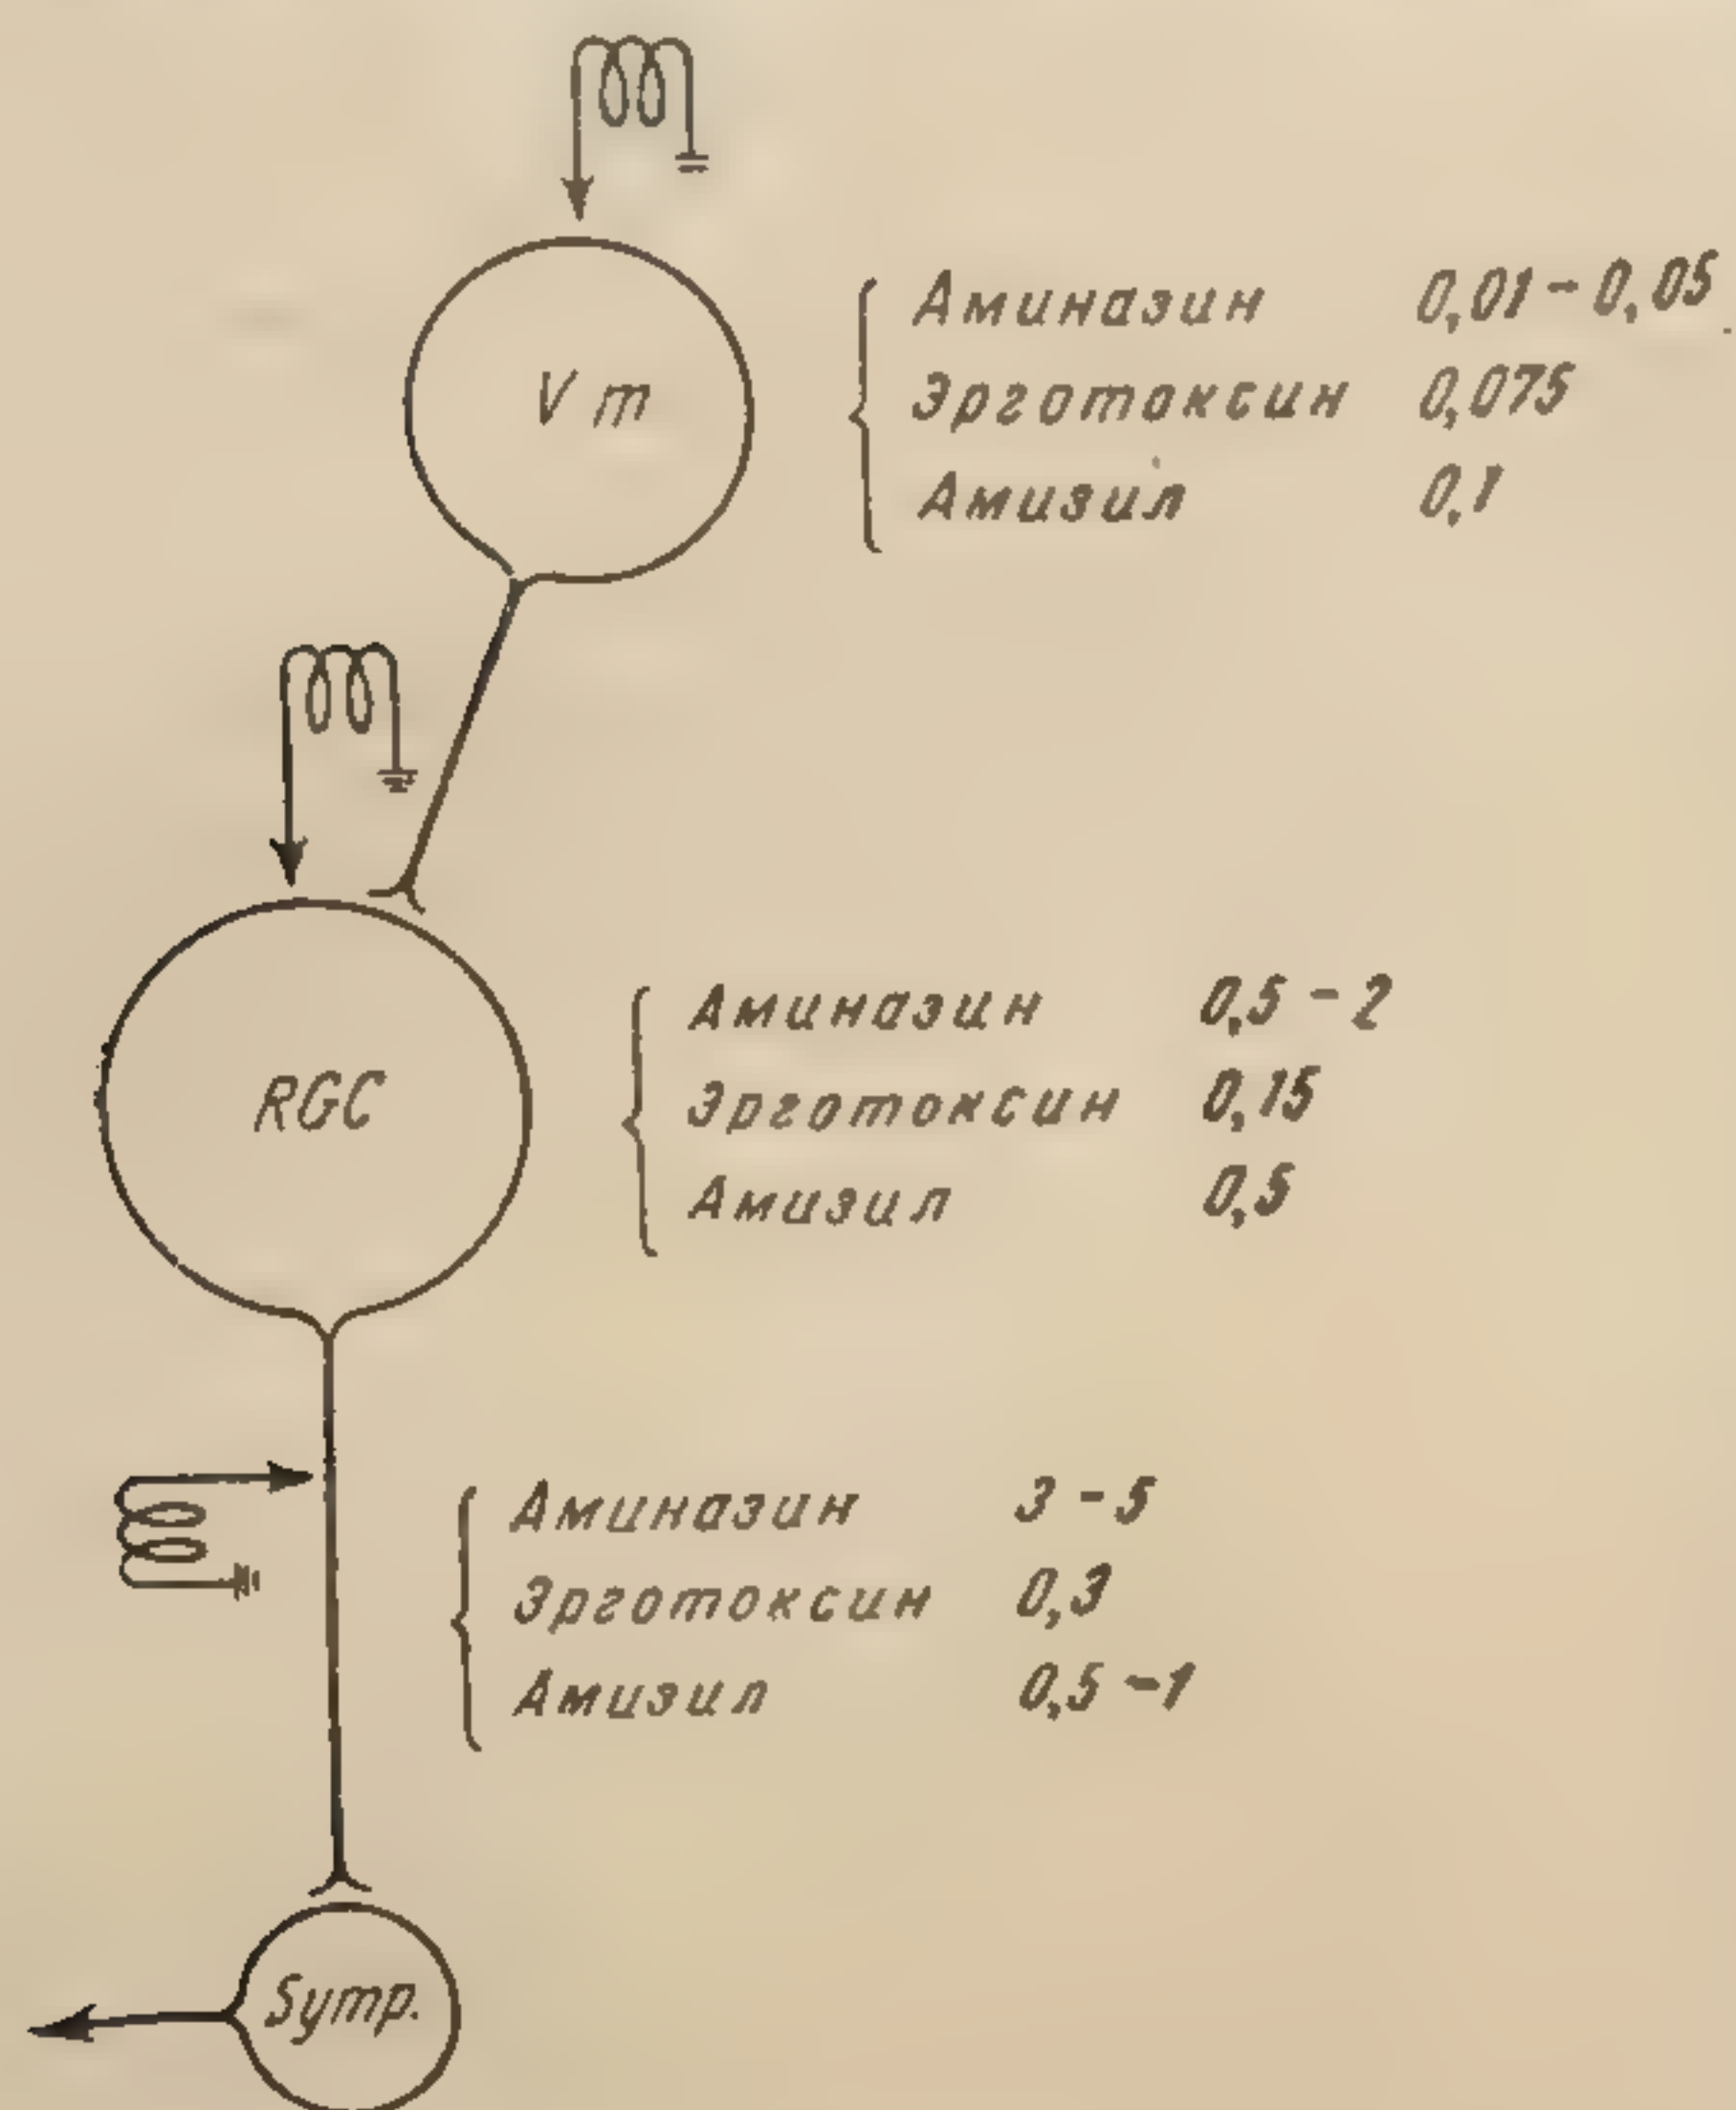 Vm
Аминазин 0,01 - 0,05
Эрготоксин 0,075
Амизил 0,1
RGC
Аминазин 0,5 - 2
Эрготоксин 0,15
Амизил 0,5
Аминазин 3 - 5
Эрготоксин 0,3
Амизил 0,5 - 1
Symp.